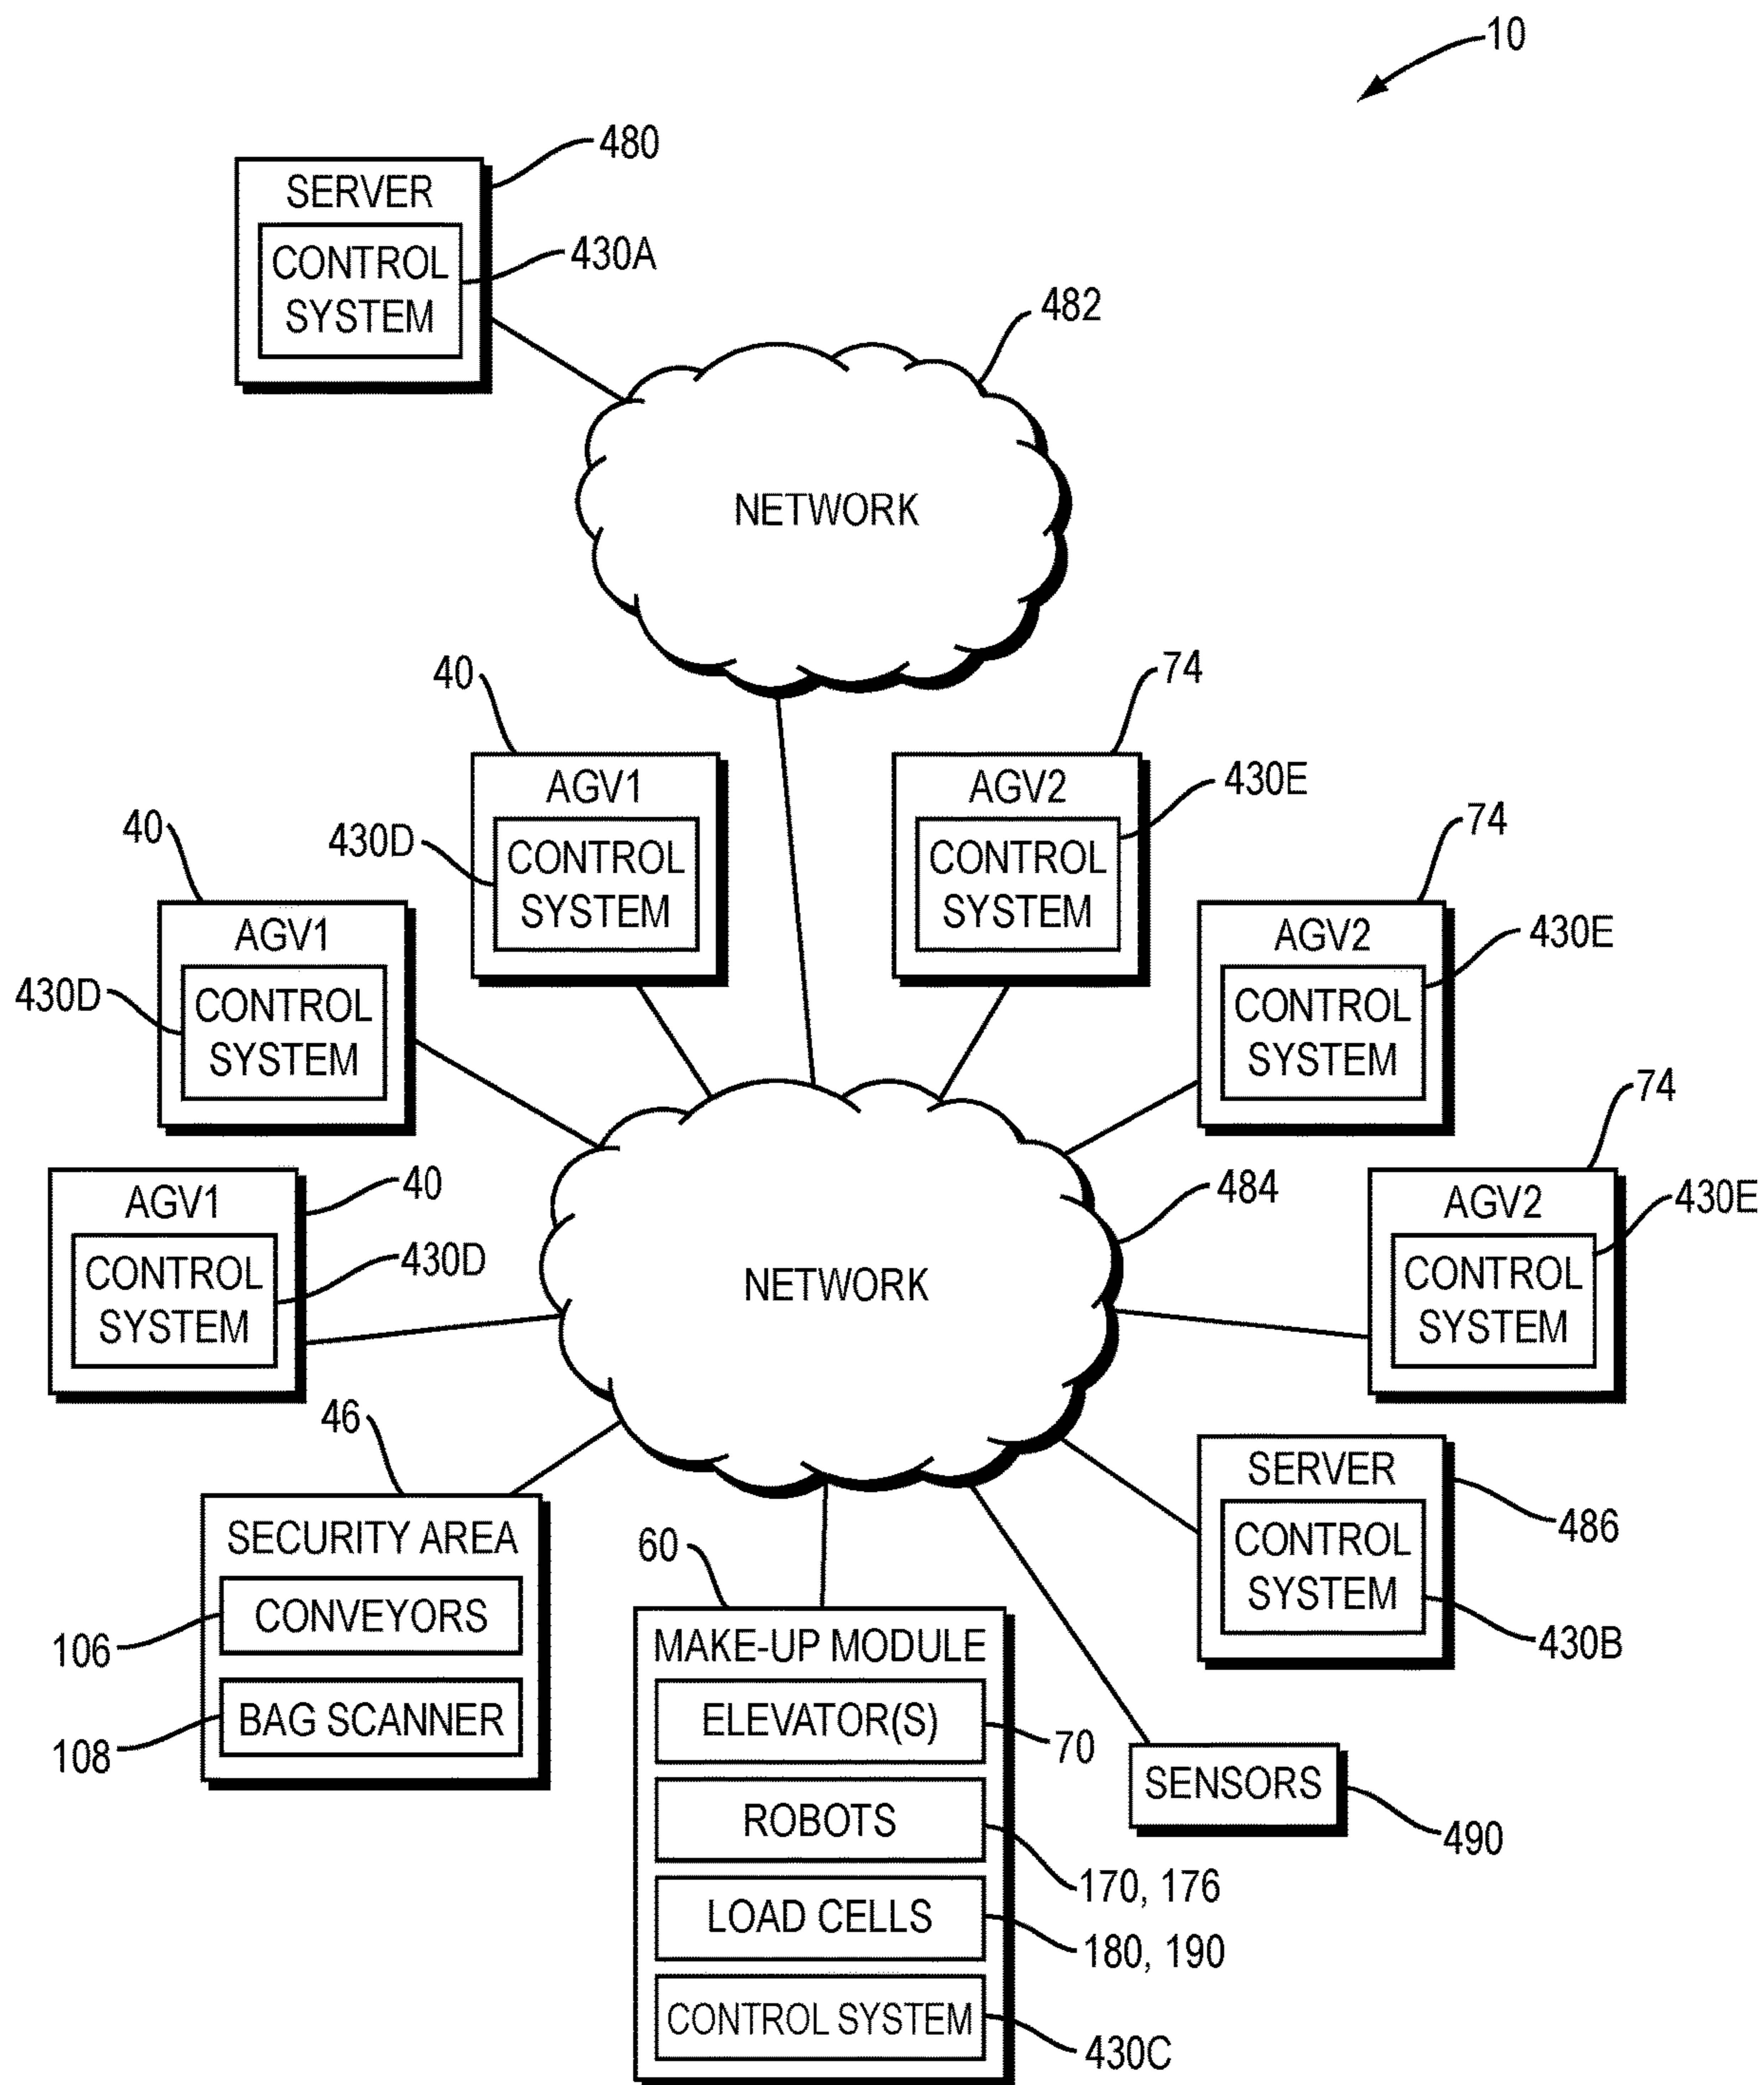 10
480
SERVER
CONTROL
SYSTEM
430A
482
NETWORK
40
AGV1
430D
CONTROL
SYSTEM
74
AGV2
430E
CONTROL
SYSTEM
40
AGV1
430D
CONTROL
SYSTEM
74
AGV2
430E
CONTROL
SYSTEM
40
AGV1
430D
CONTROL
SYSTEM
484
NETWORK
74
AGV2
430E
CONTROL
SYSTEM
46
SECURITY AREA
CONVEYORS
106
BAG SCANNER
108
60
MAKE-UP MODULE
ELEVATOR(S)
70
ROBOTS
170, 176
LOAD CELLS
180, 190
CONTROL SYSTEM
430C
SERVER
486
CONTROL
SYSTEM
430B
SENSORS
490